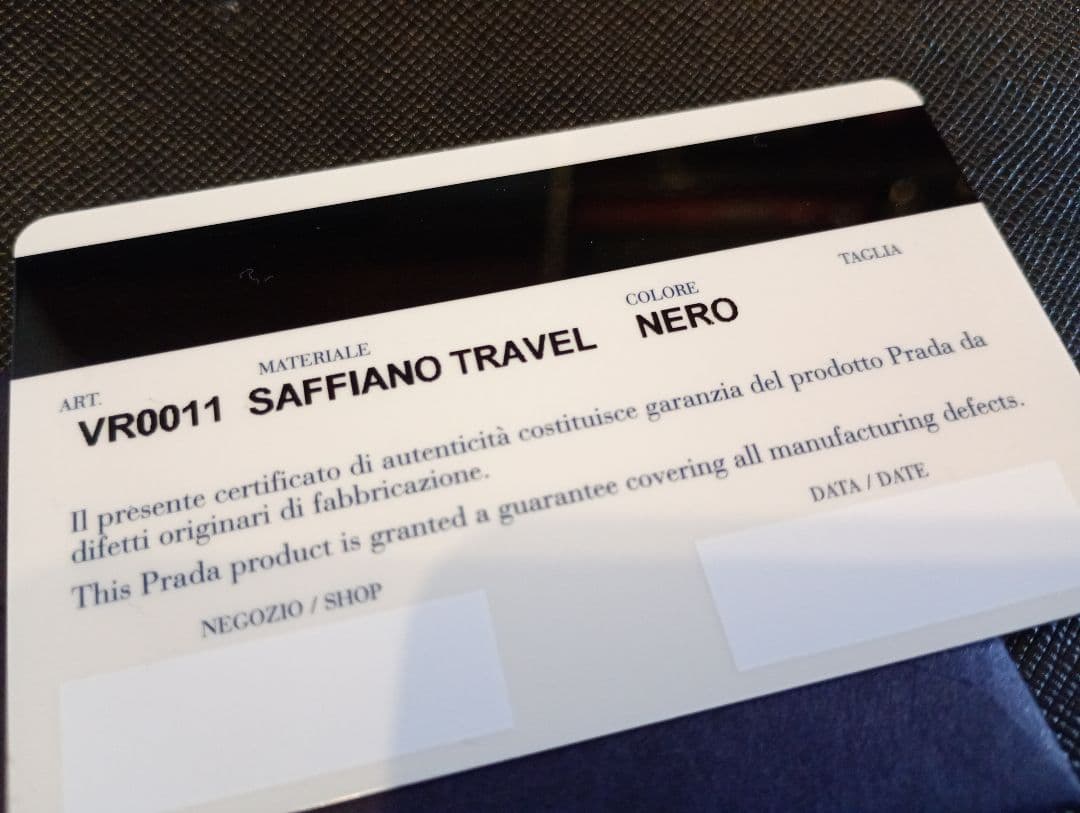 ART. MATERIALE COLORE TAGLIA
VR0011 SAFFIANO TRAVEL NERO
Il presente certificato di autenticità costituisce garanzia del prodotto Prada da
difetti originari di fabbricazione.
This Prada product is granted a guarantee covering all manufacturing defects.
NEGOZIO / SHOP DATA / DATE